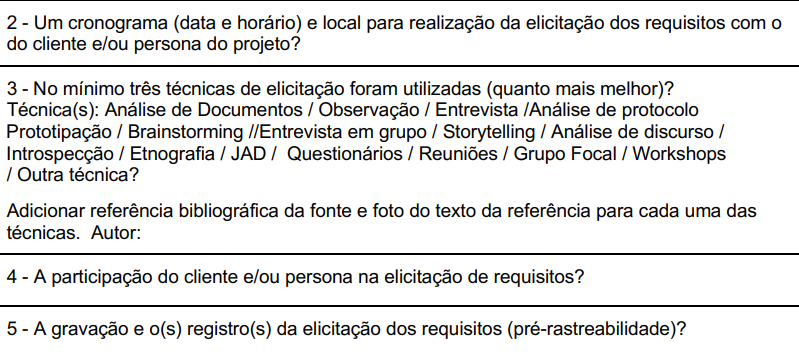 2 - Um cronograma (data e horário) e local para realização da elicitação dos requisitos com o
do cliente e/ou persona do projeto?
3 - No mínimo três técnicas de elicitação foram utilizadas (quanto mais melhor)?
Técnica(s): Análise de Documentos / Observação / Entrevista /Análise de protocolo
Prototipação / Brainstorming //Entrevista em grupo / Storytelling / Análise de discurso /
Introspecção / Etnografia / JAD /  Questionários / Reuniões / Grupo Focal / Workshops
/ Outra técnica?
Adicionar referência bibliográfica da fonte e foto do texto da referência para cada uma das
técnicas.  Autor:
4 - A participação do cliente e/ou persona na elicitação de requisitos?
5 - A gravação e o(s) registro(s) da elicitação dos requisitos (pré-rastreabilidade)?